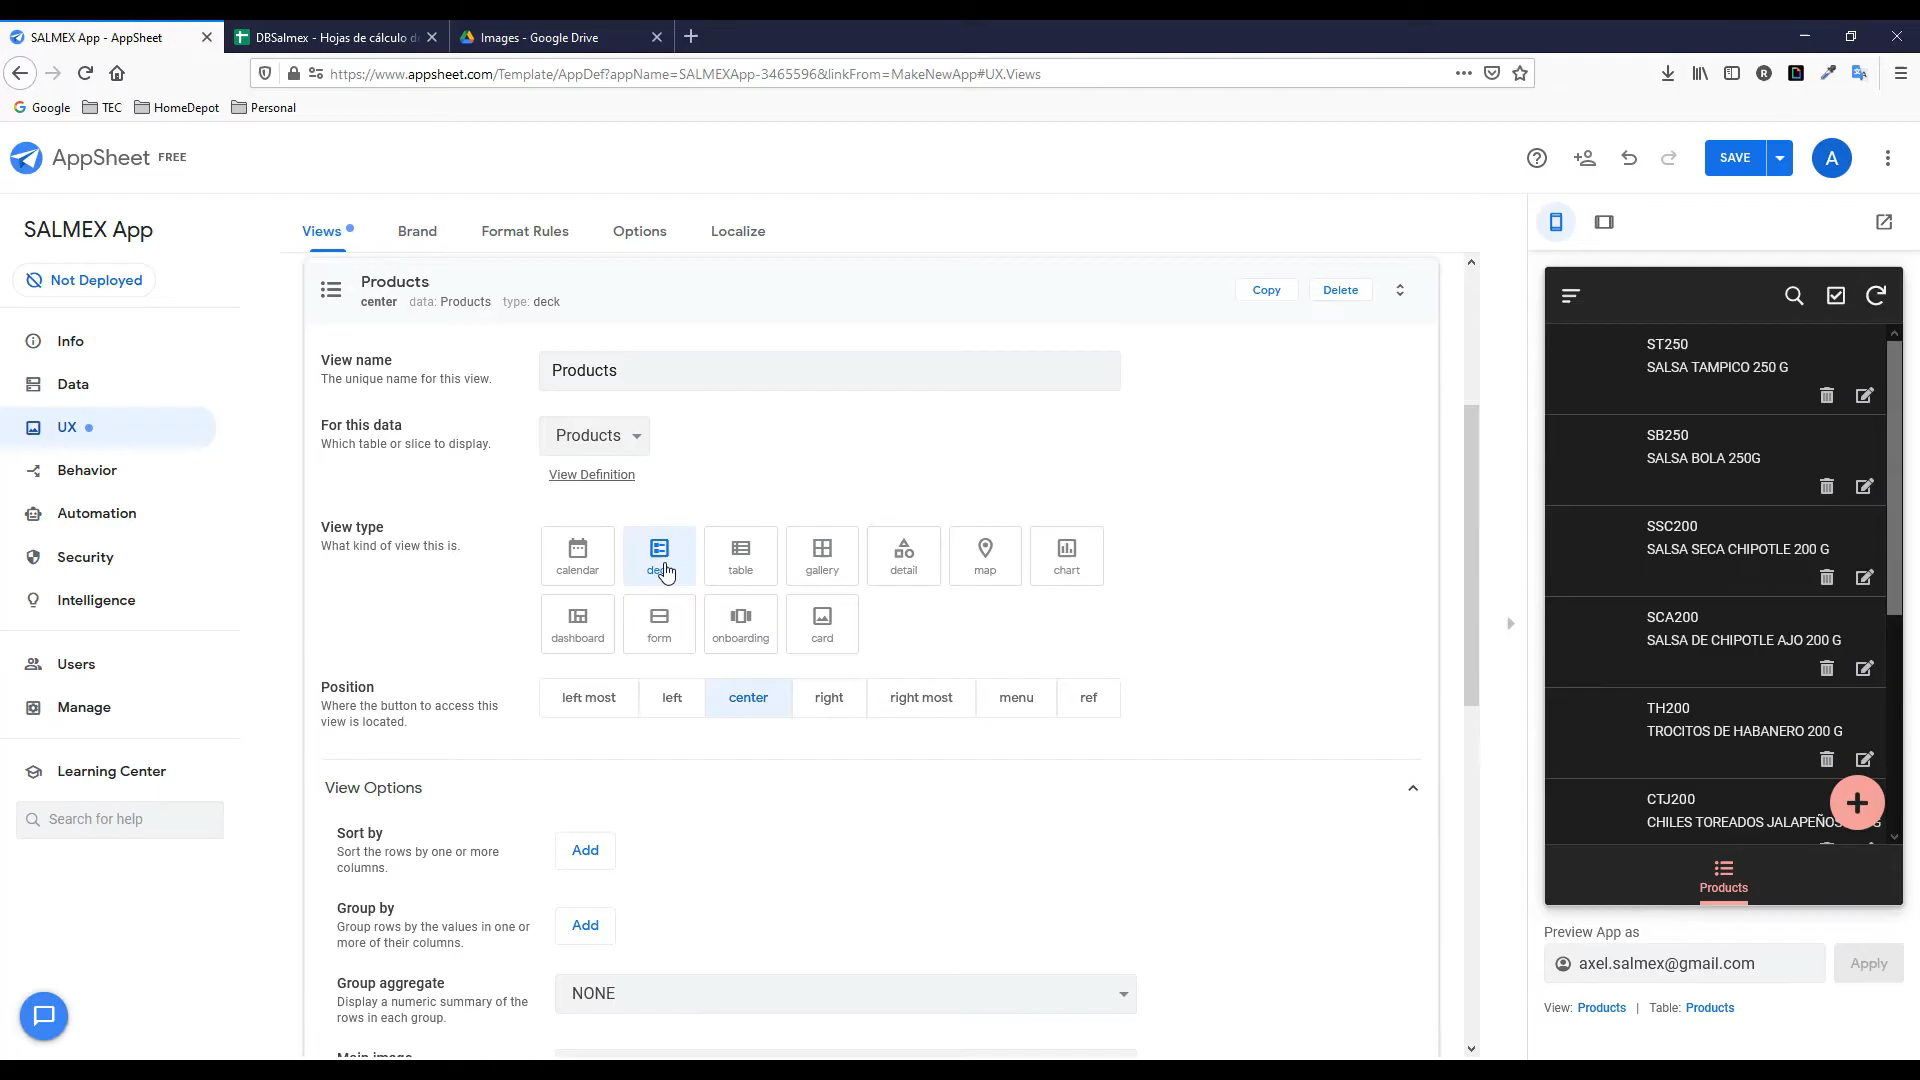 SALMEX App - AppSheet
DBSalmex - Hojas de cálculo d
Images - Google Drive
https://www.appsheet.com/Template/AppDef?appName=SALMEXApp-3465596&linkFrom=MakeNewApp#UX.Views
Google
TEC
HomeDepot
Personal
AppSheet FREE
SAVE
A
SALMEX App
Not Deployed
Info
Data
UX
Behavior
Automation
Security
Intelligence
Users
Manage
Learning Center
Search for help
Views
Brand
Format Rules
Options
Localize
Products
center data: Products type: deck
Copy
Delete
View name
The unique name for this view.
Products
For this data
Which table or slice to display.
Products
View Definition
View type
What kind of view this is.
calendar
table
gallery
detail
map
chart
dashboard
form
onboarding
card
Position
Where the button to access this
view is located.
left most
left
center
right
right most
menu
ref
View Options
Sort by
Sort the rows by one or more
columns.
Add
Group by
Group rows by the values in one or
more of their columns.
Add
Group aggregate
Display a numeric summary of the
rows in each group.
NONE
Main image
ST250
SALSA TAMPICO 250 G
SB250
SALSA BOLA 250G
SSC200
SALSA SECA CHIPOTLE 200 G
SCA200
SALSA DE CHIPOTLE AJO 200 G
TH200
TROCITOS DE HABANERO 200 G
CTJ200
CHILES TOREADOS JALAPEÑOS
Products
Preview App as
axel.salmex@gmail.com
Apply
View: Products | Table: Products